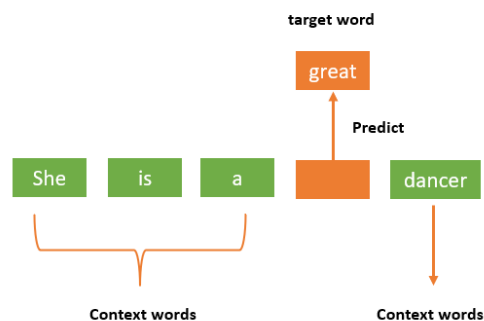 target word
great
Predict
She is a dancer
Context words Context words